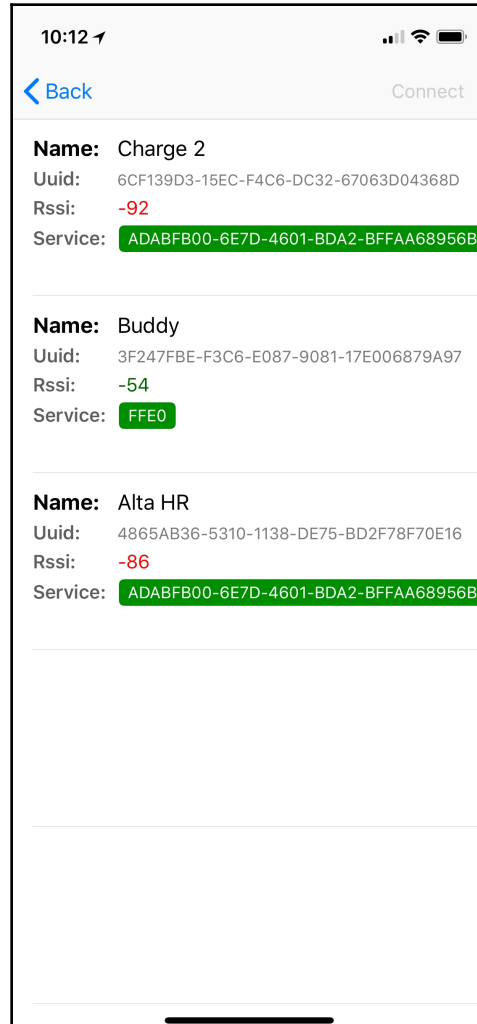 10:12
Back
Connect
Name: Charge 2
Uuid: 6CF139D3-15EC-F4C6-DC32-67063D04368D
Rssi: -92
Service: ADABFB00-6E7D-4601-BDA2-BFFAA68956B
Name: Buddy
Uuid: 3F247FBE-F3C6-E087-9081-17E006879A97
Rssi: -54
Service: FFE0
Name: Alta HR
Uuid: 4865AB36-5310-1138-DE75-BD2F78F70E16
Rssi: -86
Service: ADABFB00-6E7D-4601-BDA2-BFFAA68956B